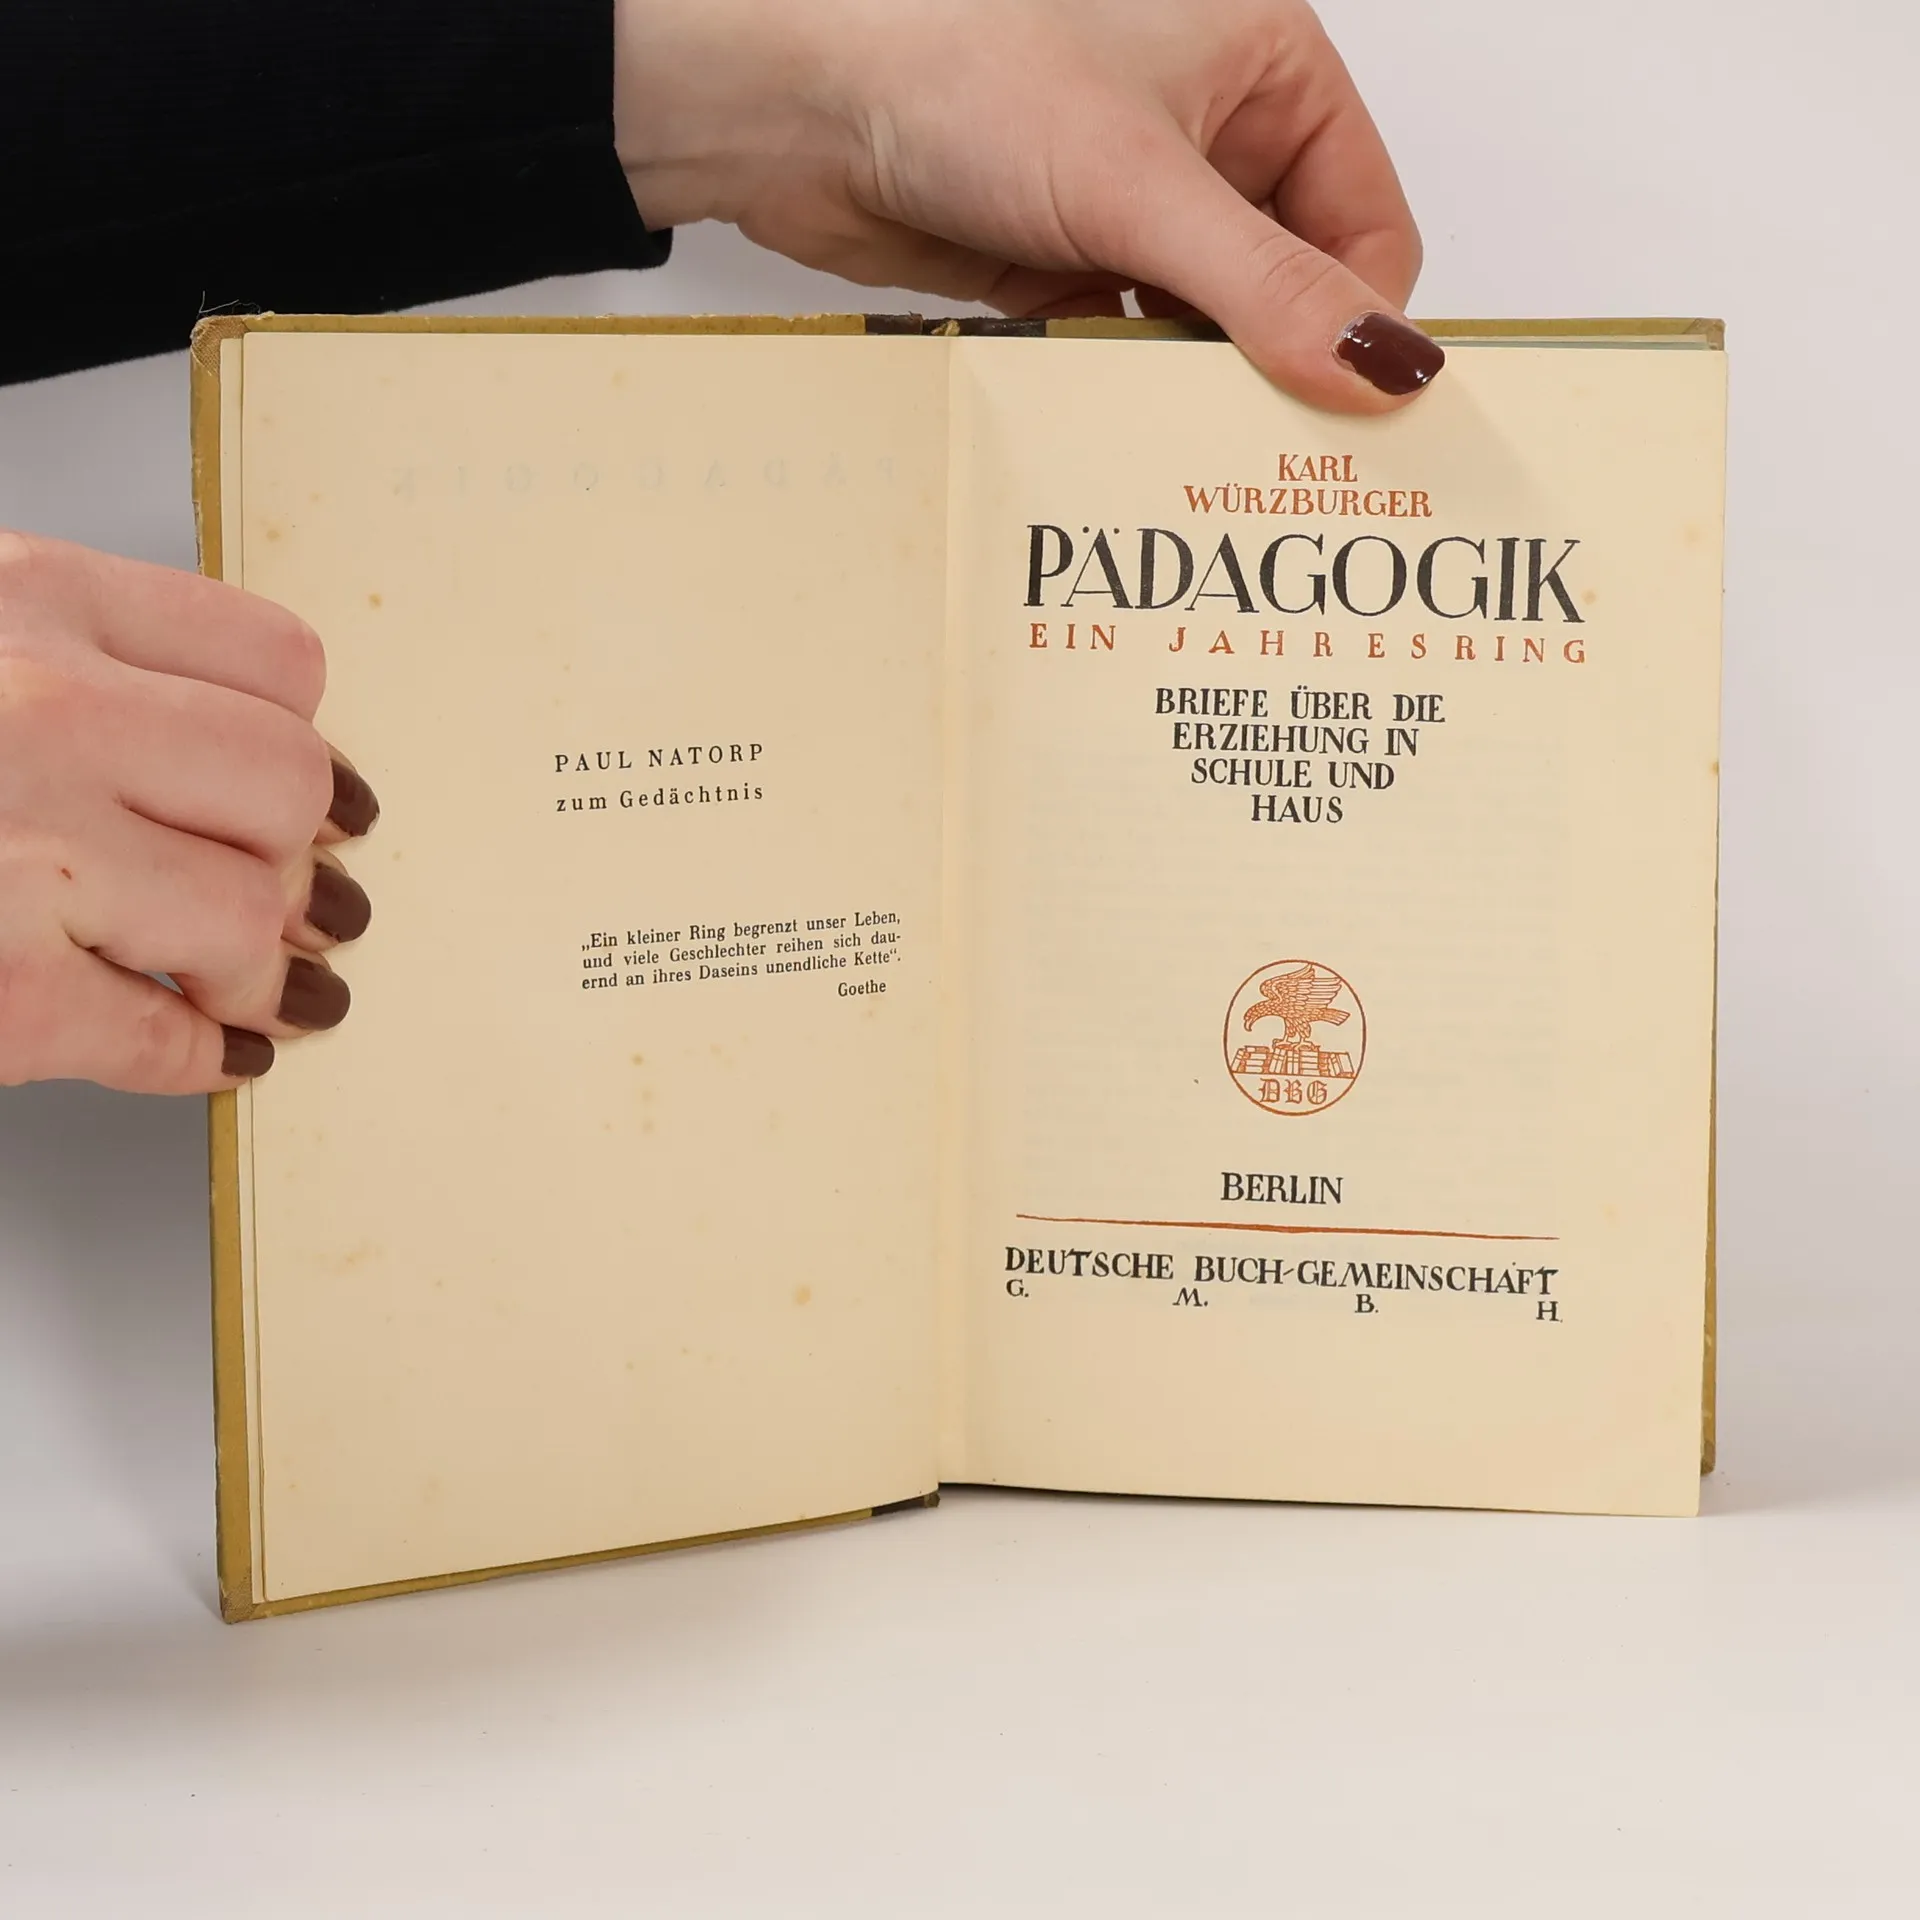 PÄDAGOGIK
PAUL NATORP
zum Gedächtnis
„Ein kleiner Ring begrenzt unser Leben,
und viele Geschlechter reihen sich dau-
ernd an ihres Daseins unendliche Kette“.
Goethe
KARL
WÜRZBURGER
PÄDAGOGIK
EIN JAHRESRING
BRIEFE ÜBER DIE
ERZIEHUNG IN
SCHULE UND
HAUS
DBG
BERLIN
DEUTSCHE BUCH-GEMEINSCHAFT
G. M. B. H.